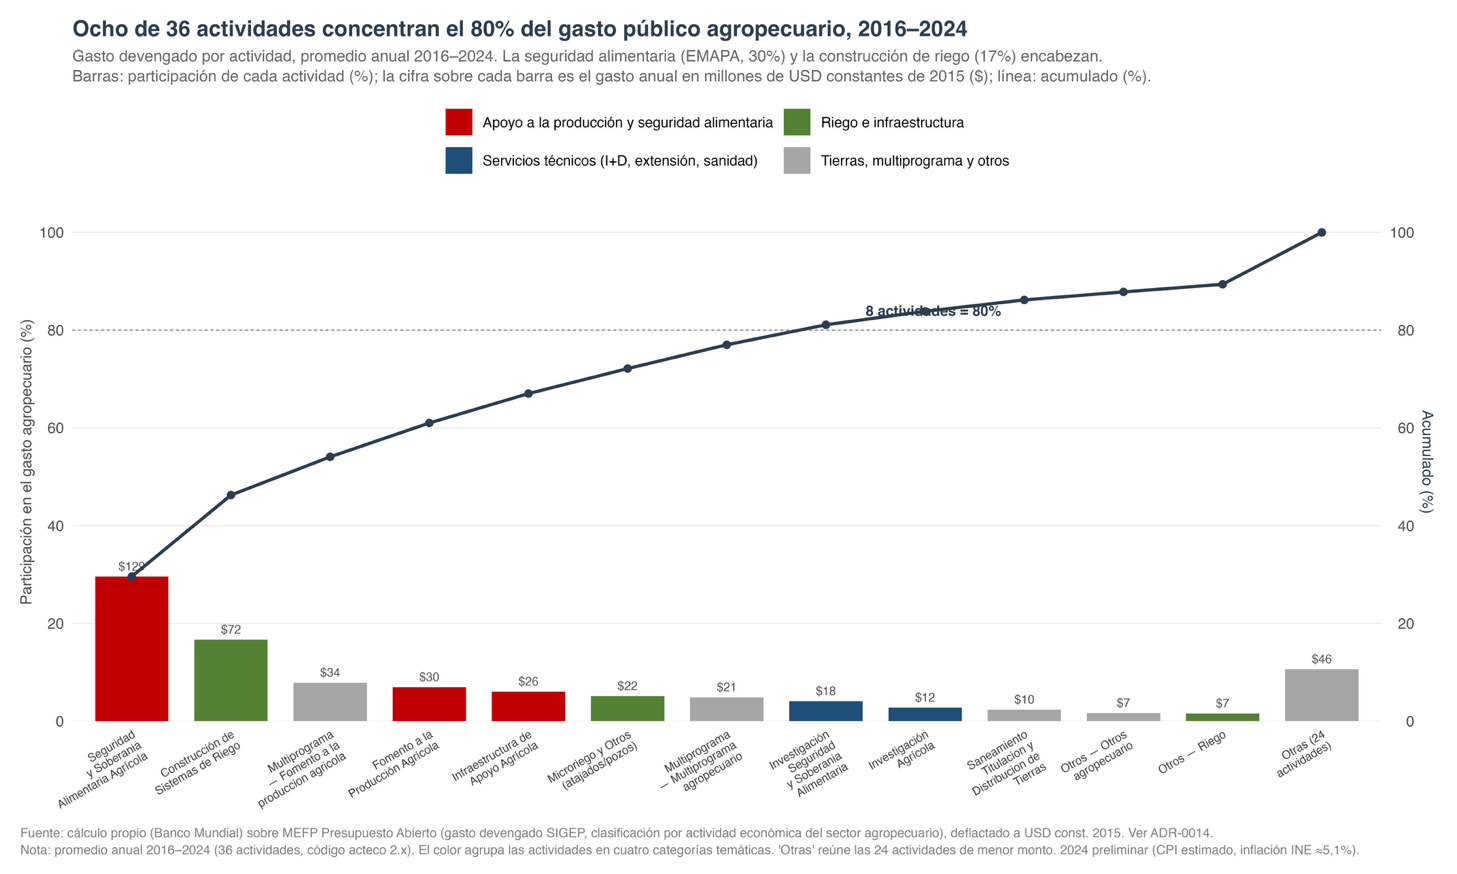 Ocho de 36 actividades concentran el 80% del gasto público agropecuario, 2016–2024
Gasto devengado por actividad, promedio anual 2016–2024. La seguridad alimentaria (EMAPA, 30%) y la construcción de riego (17%) encabezan.
Barras: participación de cada actividad (%); la cifra sobre cada barra es el gasto anual en millones de USD constantes de 2015 ($); línea: acumulado (%).
Apoyo a la producción y seguridad alimentaria
Riego e infraestructura
Servicios técnicos (I+D, extensión, sanidad)
Tierras, multiprograma y otros
Participación en el gasto agropecuario (%)
100
80
60
40
20
0
8 actividades = 80%
$129
$72
$34
$30
$26
$22
$21
$18
$12
$10
$7
$7
$46
100
80
60
40
20
0
Acumulado (%)
Seguridad
y Soberania
Alimentaria Agrícola
Construcción de
Sistemas de Riego
Multiprograma
— Fomento a la
produccion agricola
Fomento a la
Producción Agrícola
Infraestructura de
Apoyo Agrícola
Microriego y Otros
(atajados/pozos)
Multiprograma
— Multiprograma
agropecuario
Investigación
Seguridad
y Soberania
Alimentaria
Investigación
Agrícola
Saneamiento
Titulacion y
Distribucion de
Tierras
Otros — Otros
agropecuario
Otros — Riego
Otras (24
actividades)
Fuente: cálculo propio (Banco Mundial) sobre MEFP Presupuesto Abierto (gasto devengado SIGEP, clasificación por actividad económica del sector agropecuario), deflactado a USD const. 2015. Ver ADR-0014.
Nota: promedio anual 2016–2024 (36 actividades, código acteco 2.x). El color agrupa las actividades en cuatro categorías temáticas. 'Otras' reúne las 24 actividades de menor monto. 2024 preliminar (CPI estimado, inflación INE ≈5,1%).